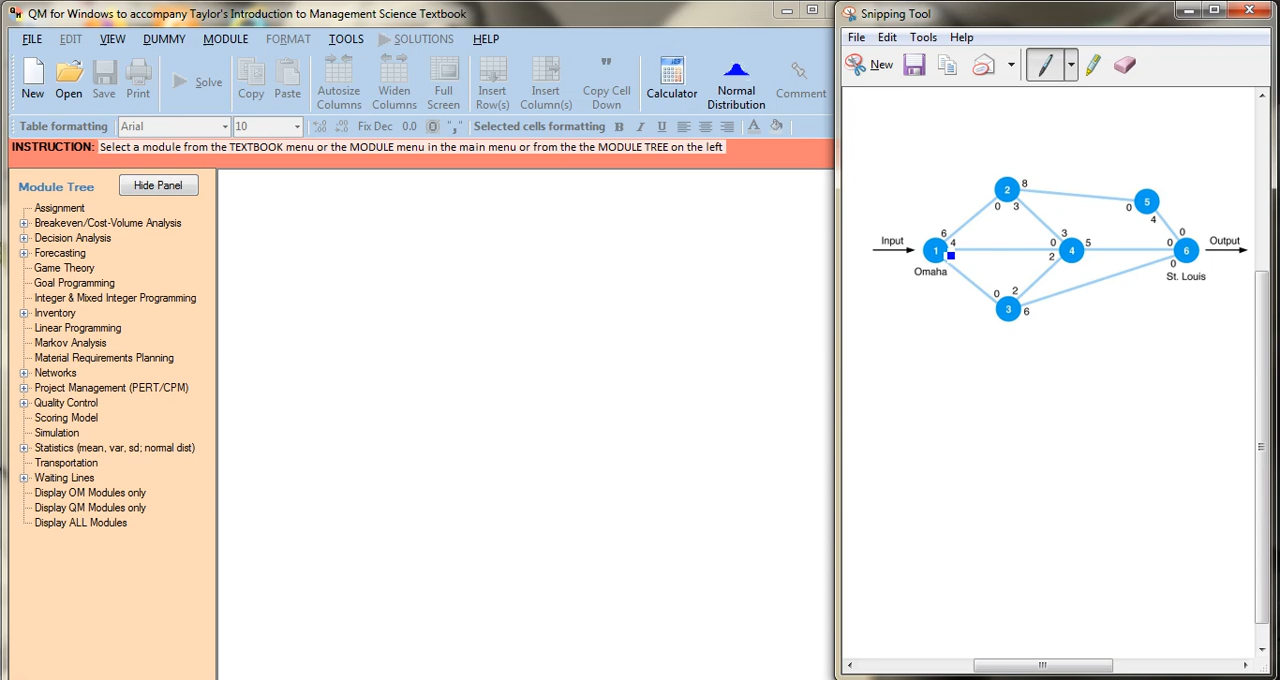 QM for Windows to accompany Taylor's Introduction to Management Science Textbook
FILE EDIT VIEW DUMMY MODULE FORMAT TOOLS SOLUTIONS HELP
New Open Save Print Solve Copy Paste Autosize Columns Widen Columns Full Screen Insert Row(s) Insert Column(s) Copy Cell Down Calculator Normal Distribution Comment
Table formatting Arial 10 Fix Dec 0.0 Selected cells formatting B I U A
INSTRUCTION: Select a module from the TEXTBOOK menu or the MODULE menu in the main menu or from the the MODULE TREE on the left
Module Tree Hide Panel
Assignment
Breakeven/Cost-Volume Analysis
Decision Analysis
Forecasting
Game Theory
Goal Programming
Integer & Mixed Integer Programming
Inventory
Linear Programming
Markov Analysis
Material Requirements Planning
Networks
Project Management (PERT/CPM)
Quality Control
Scoring Model
Simulation
Statistics (mean, var, sd; normal dist)
Transportation
Waiting Lines
Display OM Modules only
Display QM Modules only
Display ALL Modules
Snipping Tool
File Edit Tools Help
New
2 8
0 3
5
0
4
Input
6
4
1
Omaha
3
0
2
4
5
0
0
0
6
Output
St. Louis
0 2
3 6